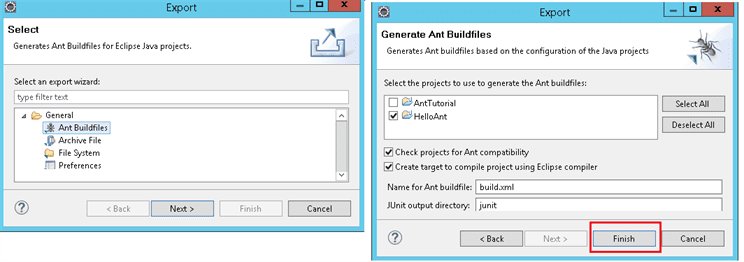 Export
Select
Generates Ant Buildfiles for Eclipse Java projects.
Select an export wizard:
type filter text
General
Ant Buildfiles
Archive File
File System
Preferences
< Back
Next >
Finish
Cancel
Export
Generate Ant Buildfiles
Generates Ant buildfiles based on the configuration of the Java projects
Select the projects to use to generate the Ant buildfiles:
AntTutorial
HelloAnt
Select All
Deselect All
Check projects for Ant compatibility
Create target to compile project using Eclipse compiler
Name for Ant buildfile: build.xml
JUnit output directory: junit
< Back
Next >
Finish
Cancel